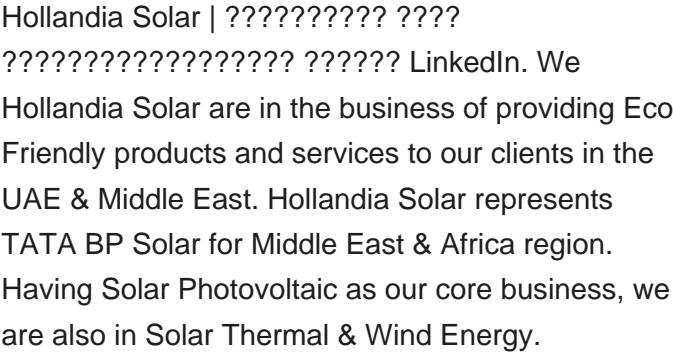 Hollandia Solar | ?????????? ????
?????????????????? ?????? LinkedIn. We
Hollandia Solar are in the business of providing Eco
Friendly products and services to our clients in the
UAE & Middle East. Hollandia Solar represents
TATA BP Solar for Middle East & Africa region.
Having Solar Photovoltaic as our core business, we
are also in Solar Thermal & Wind Energy.